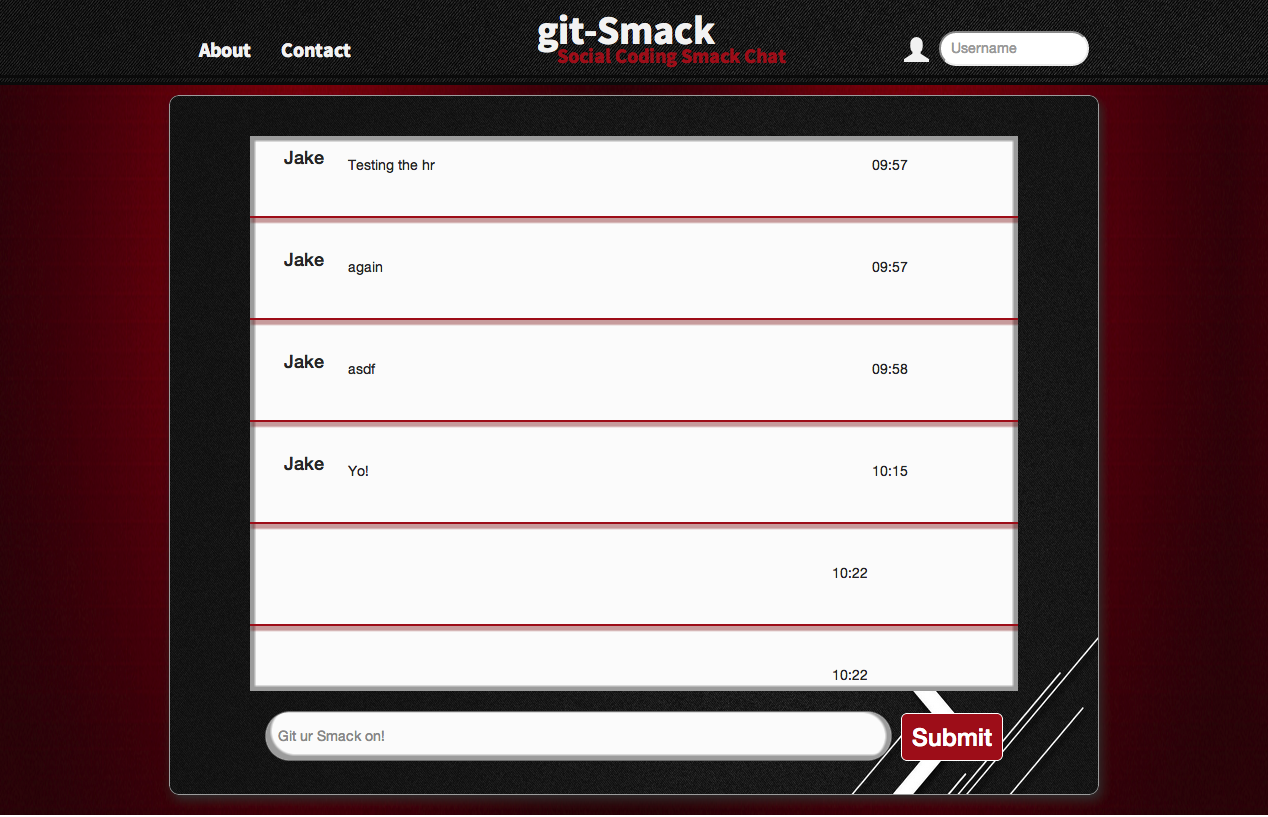 About Contact
git-Smack
Social Coding Smack Chat
Username
Jake Testing the hr 09:57
Jake again 09:57
Jake asdf 09:58
Jake Yo! 10:15
10:22
10:22
Git ur Smack on!
Submit